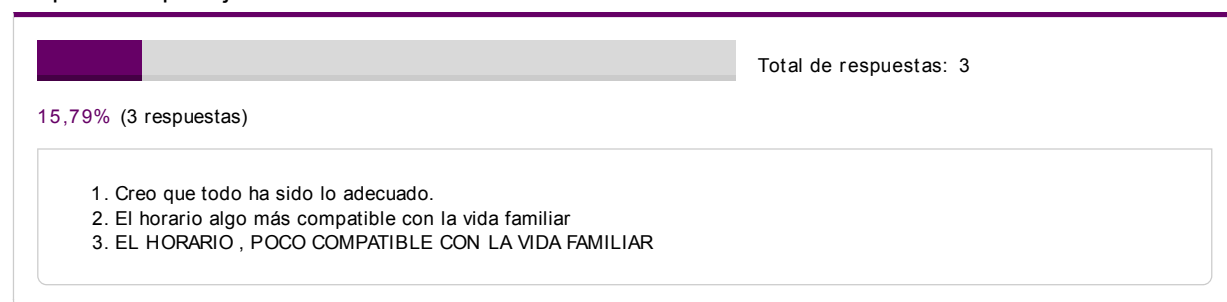 Total de respuestas: 3
15,79% (3 respuestas)
1. Creo que todo ha sido lo adecuado.
2. El horario algo más compatible con la vida familiar
3. EL HORARIO , POCO COMPATIBLE CON LA VIDA FAMILIAR